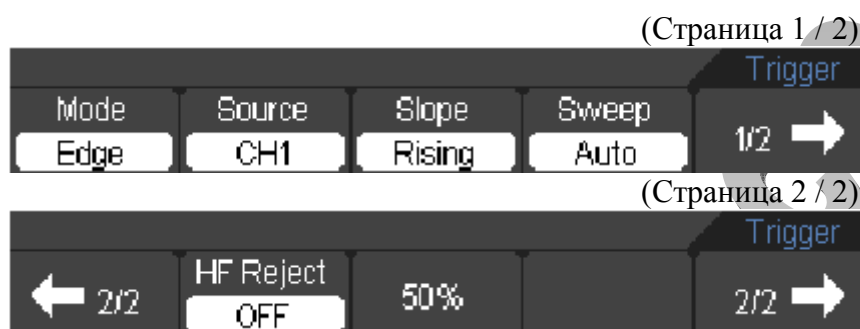 (Страница 1 / 2)
Trigger
Mode Source Slope Sweep
Edge CH1 Rising Auto 1/2
(Страница 2 / 2)
Trigger
2/2 HF Reject 50% 2/2
OFF